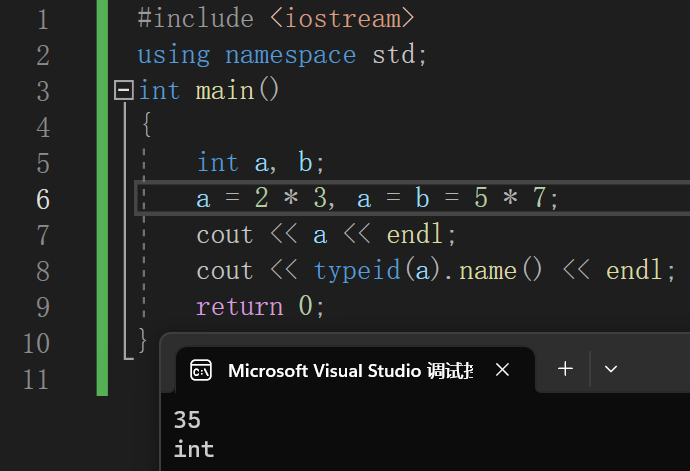 1 #include <iostream>
2 using namespace std;
3 int main()
4 {
5 int a, b;
6 a = 2 * 3, a = b = 5 * 7;
7 cout << a << endl;
8 cout << typeid(a).name() << endl;
9 return 0;
10 }
11
Microsoft Visual Studio 调试
35
int